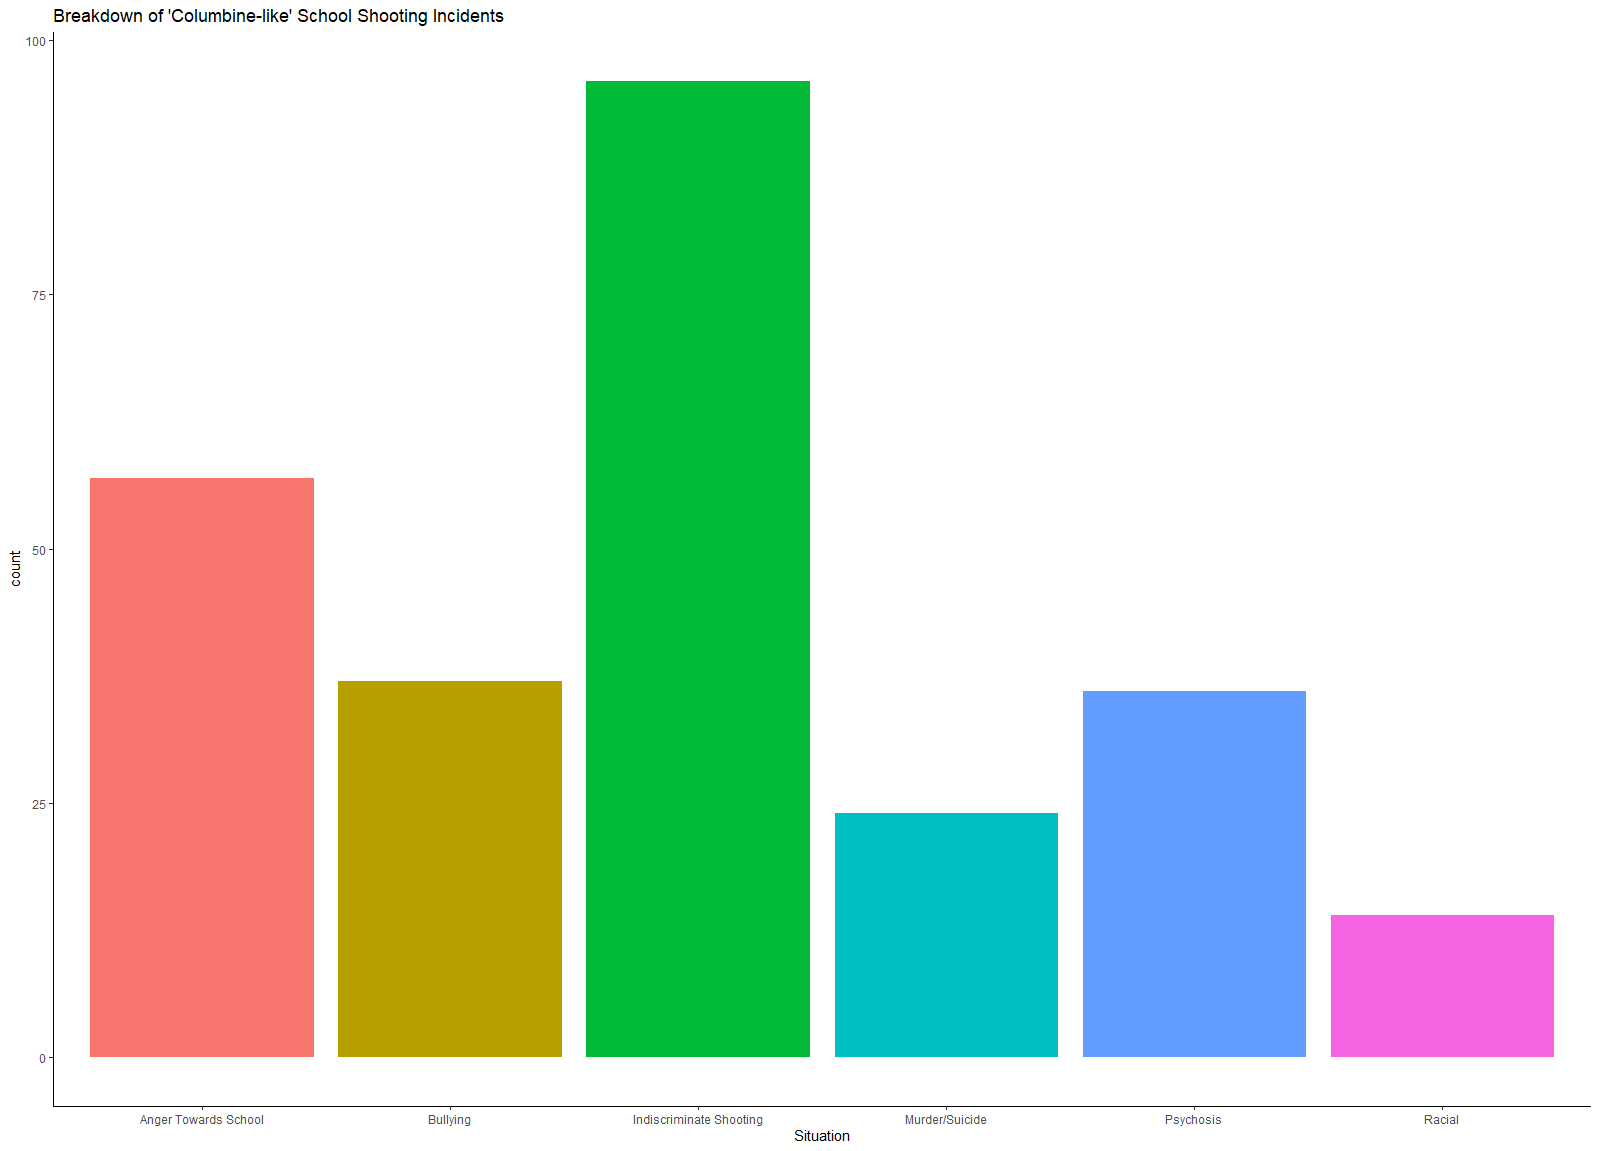 Breakdown of 'Columbine-like' School Shooting Incidents
100
75
50
25
0
count
Anger Towards School
Bullying
Indiscriminate Shooting
Murder/Suicide
Psychosis
Racial
Situation